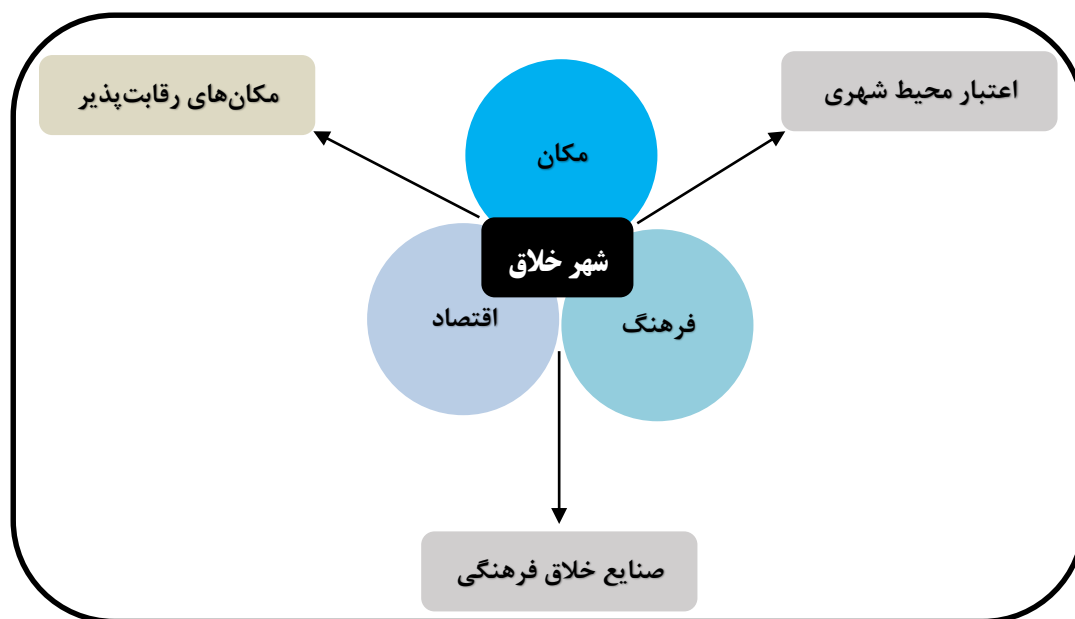 اعتبار محیط شهری
مکان‌های رقابت‌پذیر
مکان
شهر خلاق
فرهنگ
اقتصاد
صنایع خلاق فرهنگی